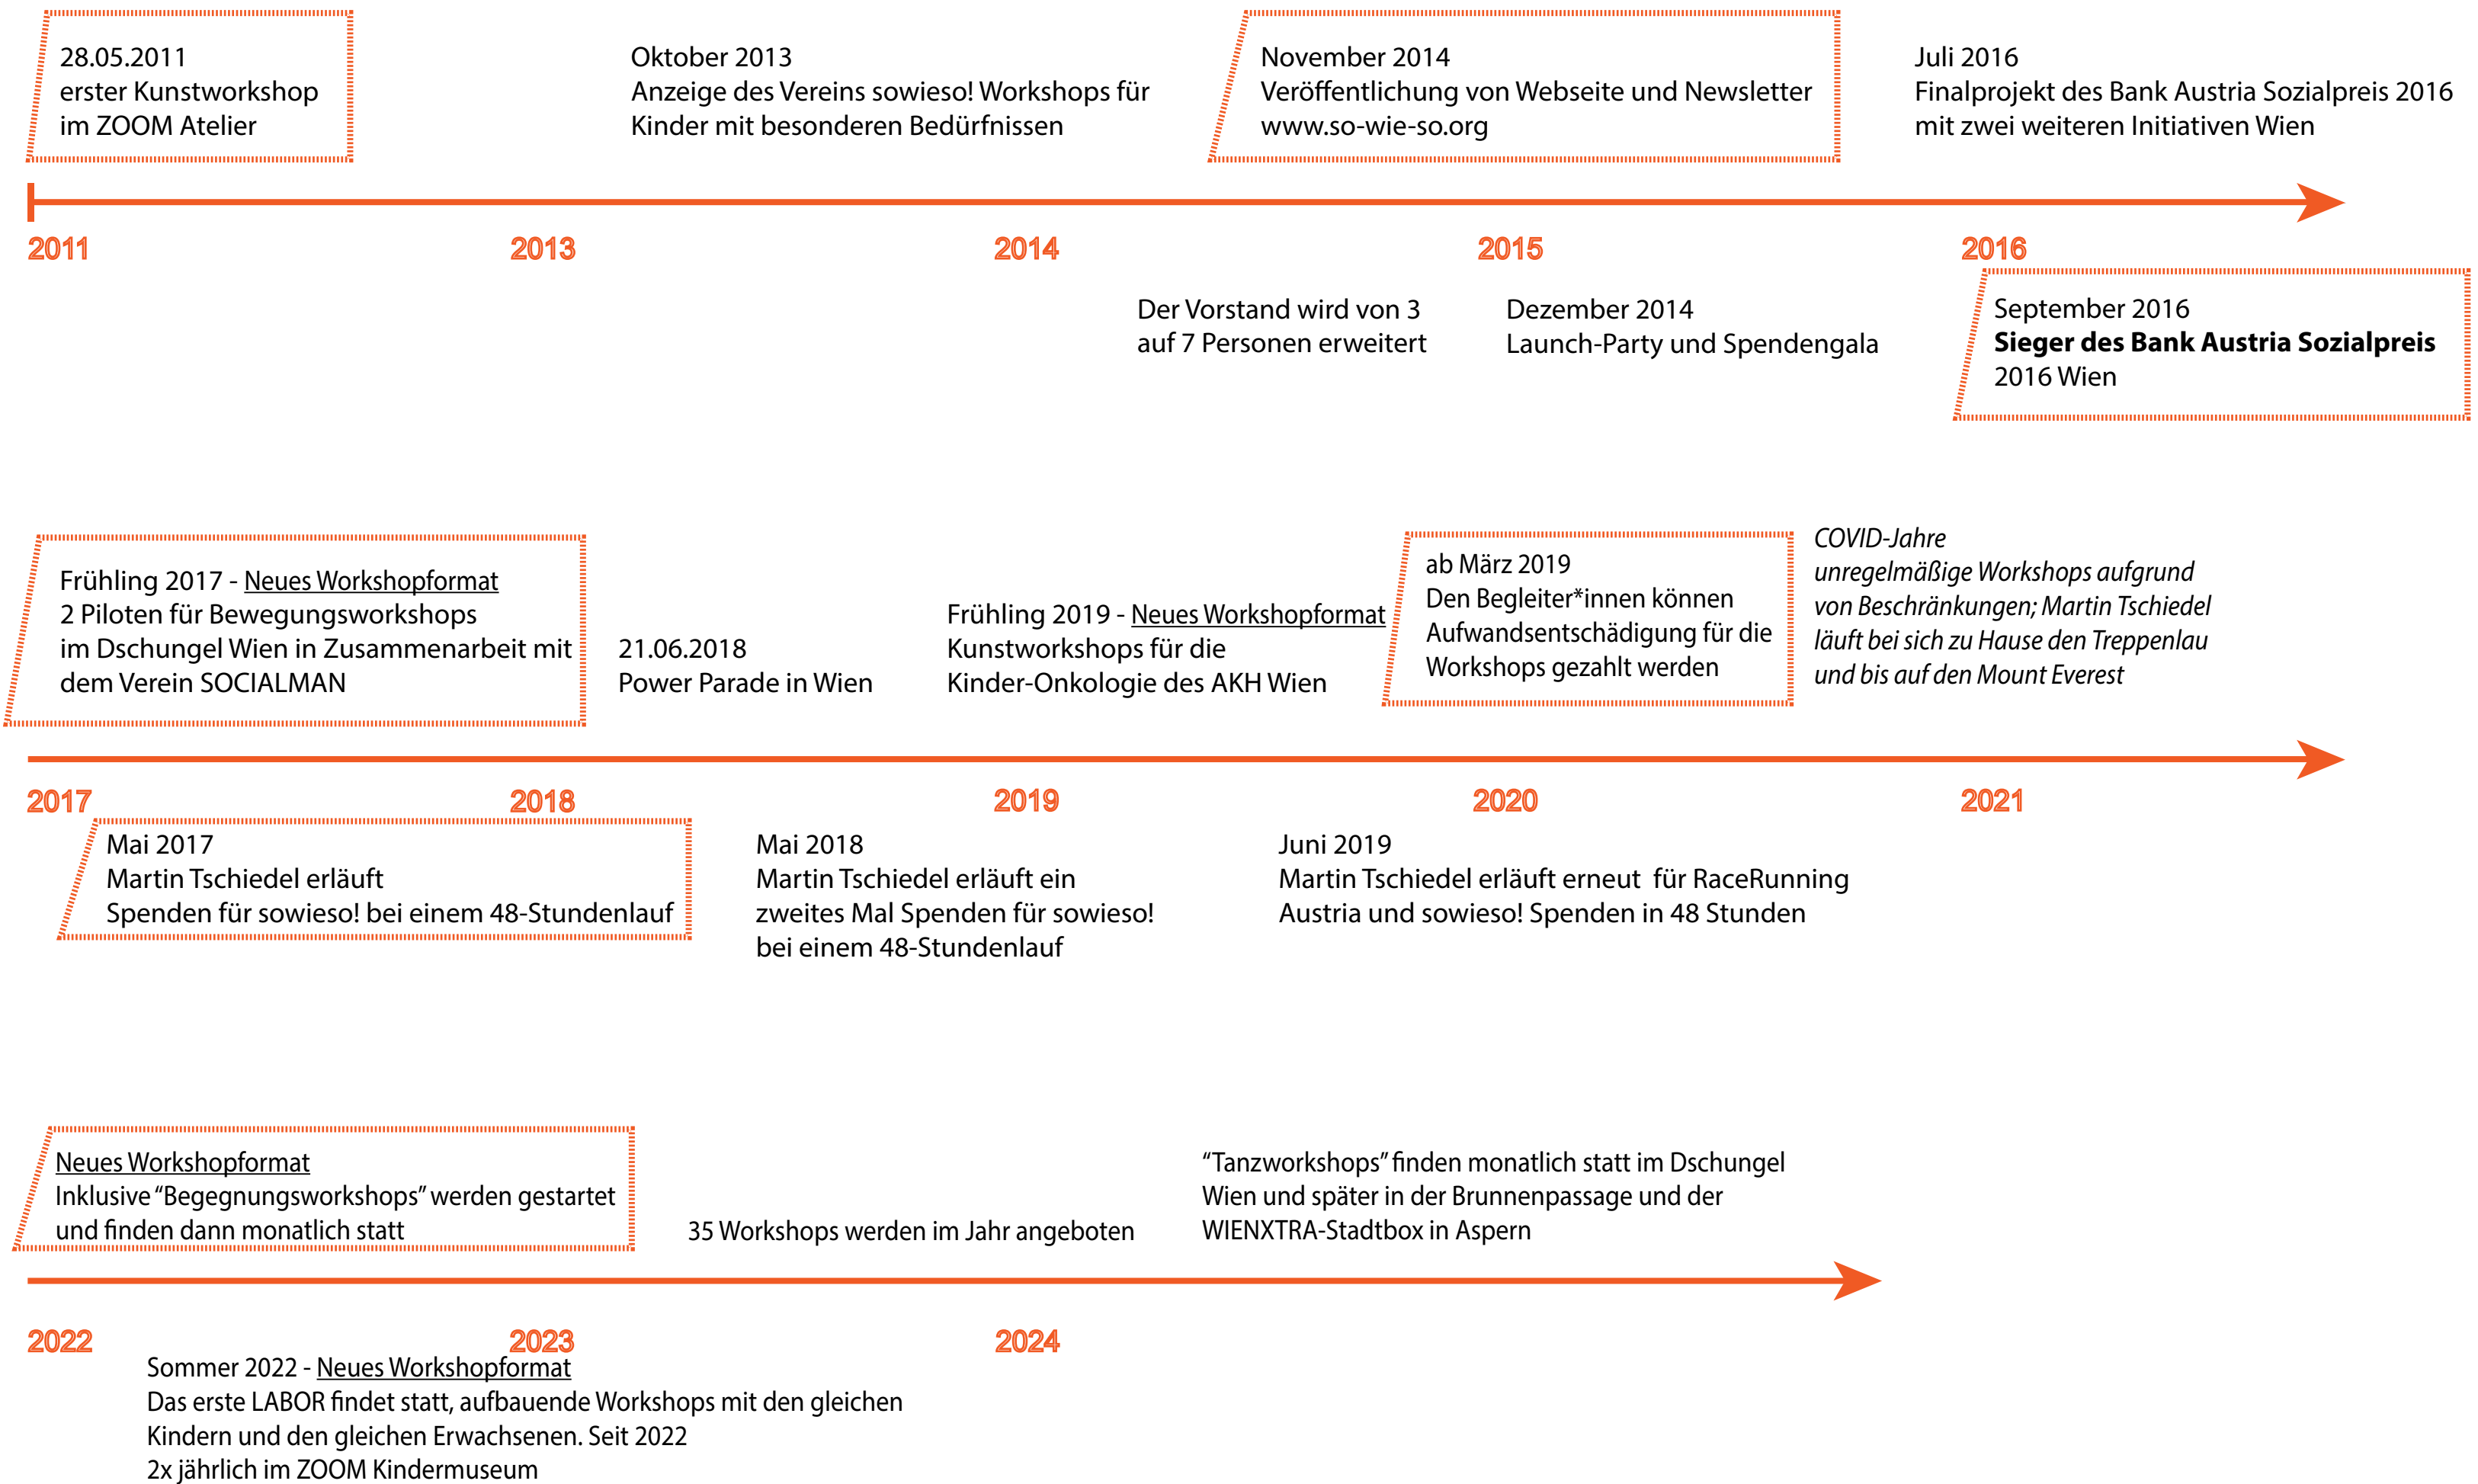 28.05.2011
erster Kunstworkshop
im ZOOM Atelier
Oktober 2013
Anzeige des Vereins sowieso! Workshops für
Kinder mit besonderen Bedürfnissen
November 2014
Veröffentlichung von Webseite und Newsletter
www.so-wie-so.org
Juli 2016
Finalprojekt des Bank Austria Sozialpreis 2016
mit zwei weiteren Initiativen Wien
2011
2013
2014
2015
2016
Der Vorstand wird von 3
auf 7 Personen erweitert
Dezember 2014
Launch-Party und Spendengala
September 2016
Sieger des Bank Austria Sozialpreis
2016 Wien
Frühling 2017 - Neues Workshopformat
2 Piloten für Bewegungsworkshops
im Dschungel Wien in Zusammenarbeit mit
dem Verein SOCIALMAN
21.06.2018
Power Parade in Wien
Frühling 2019 - Neues Workshopformat
Kunstworkshops für die
Kinder-Onkologie des AKH Wien
ab März 2019
Den Begleiter*innen können
Aufwandsentschädigung für die
Workshops gezahlt werden
COVID-Jahre
unregelmäßige Workshops aufgrund
von Beschränkungen; Martin Tschiedel
läuft bei sich zu Hause den Treppenlau
und bis auf den Mount Everest
2017
2018
2019
2020
2021
Mai 2017
Martin Tschiedel erläuft
Spenden für sowieso! bei einem 48-Stundenlauf
Mai 2018
Martin Tschiedel erläuft ein
zweites Mal Spenden für sowieso!
bei einem 48-Stundenlauf
Juni 2019
Martin Tschiedel erläuft erneut  für RaceRunning
Austria und sowieso! Spenden in 48 Stunden
Neues Workshopformat
Inklusive “Begegnungsworkshops” werden gestartet
und finden dann monatlich statt
35 Workshops werden im Jahr angeboten
“Tanzworkshops” finden monatlich statt im Dschungel
Wien und später in der Brunnenpassage und der
WIENXTRA-Stadtbox in Aspern
2022
2023
2024
Sommer 2022 - Neues Workshopformat
Das erste LABOR findet statt, aufbauende Workshops mit den gleichen
Kindern und den gleichen Erwachsenen. Seit 2022
2x jährlich im ZOOM Kindermuseum